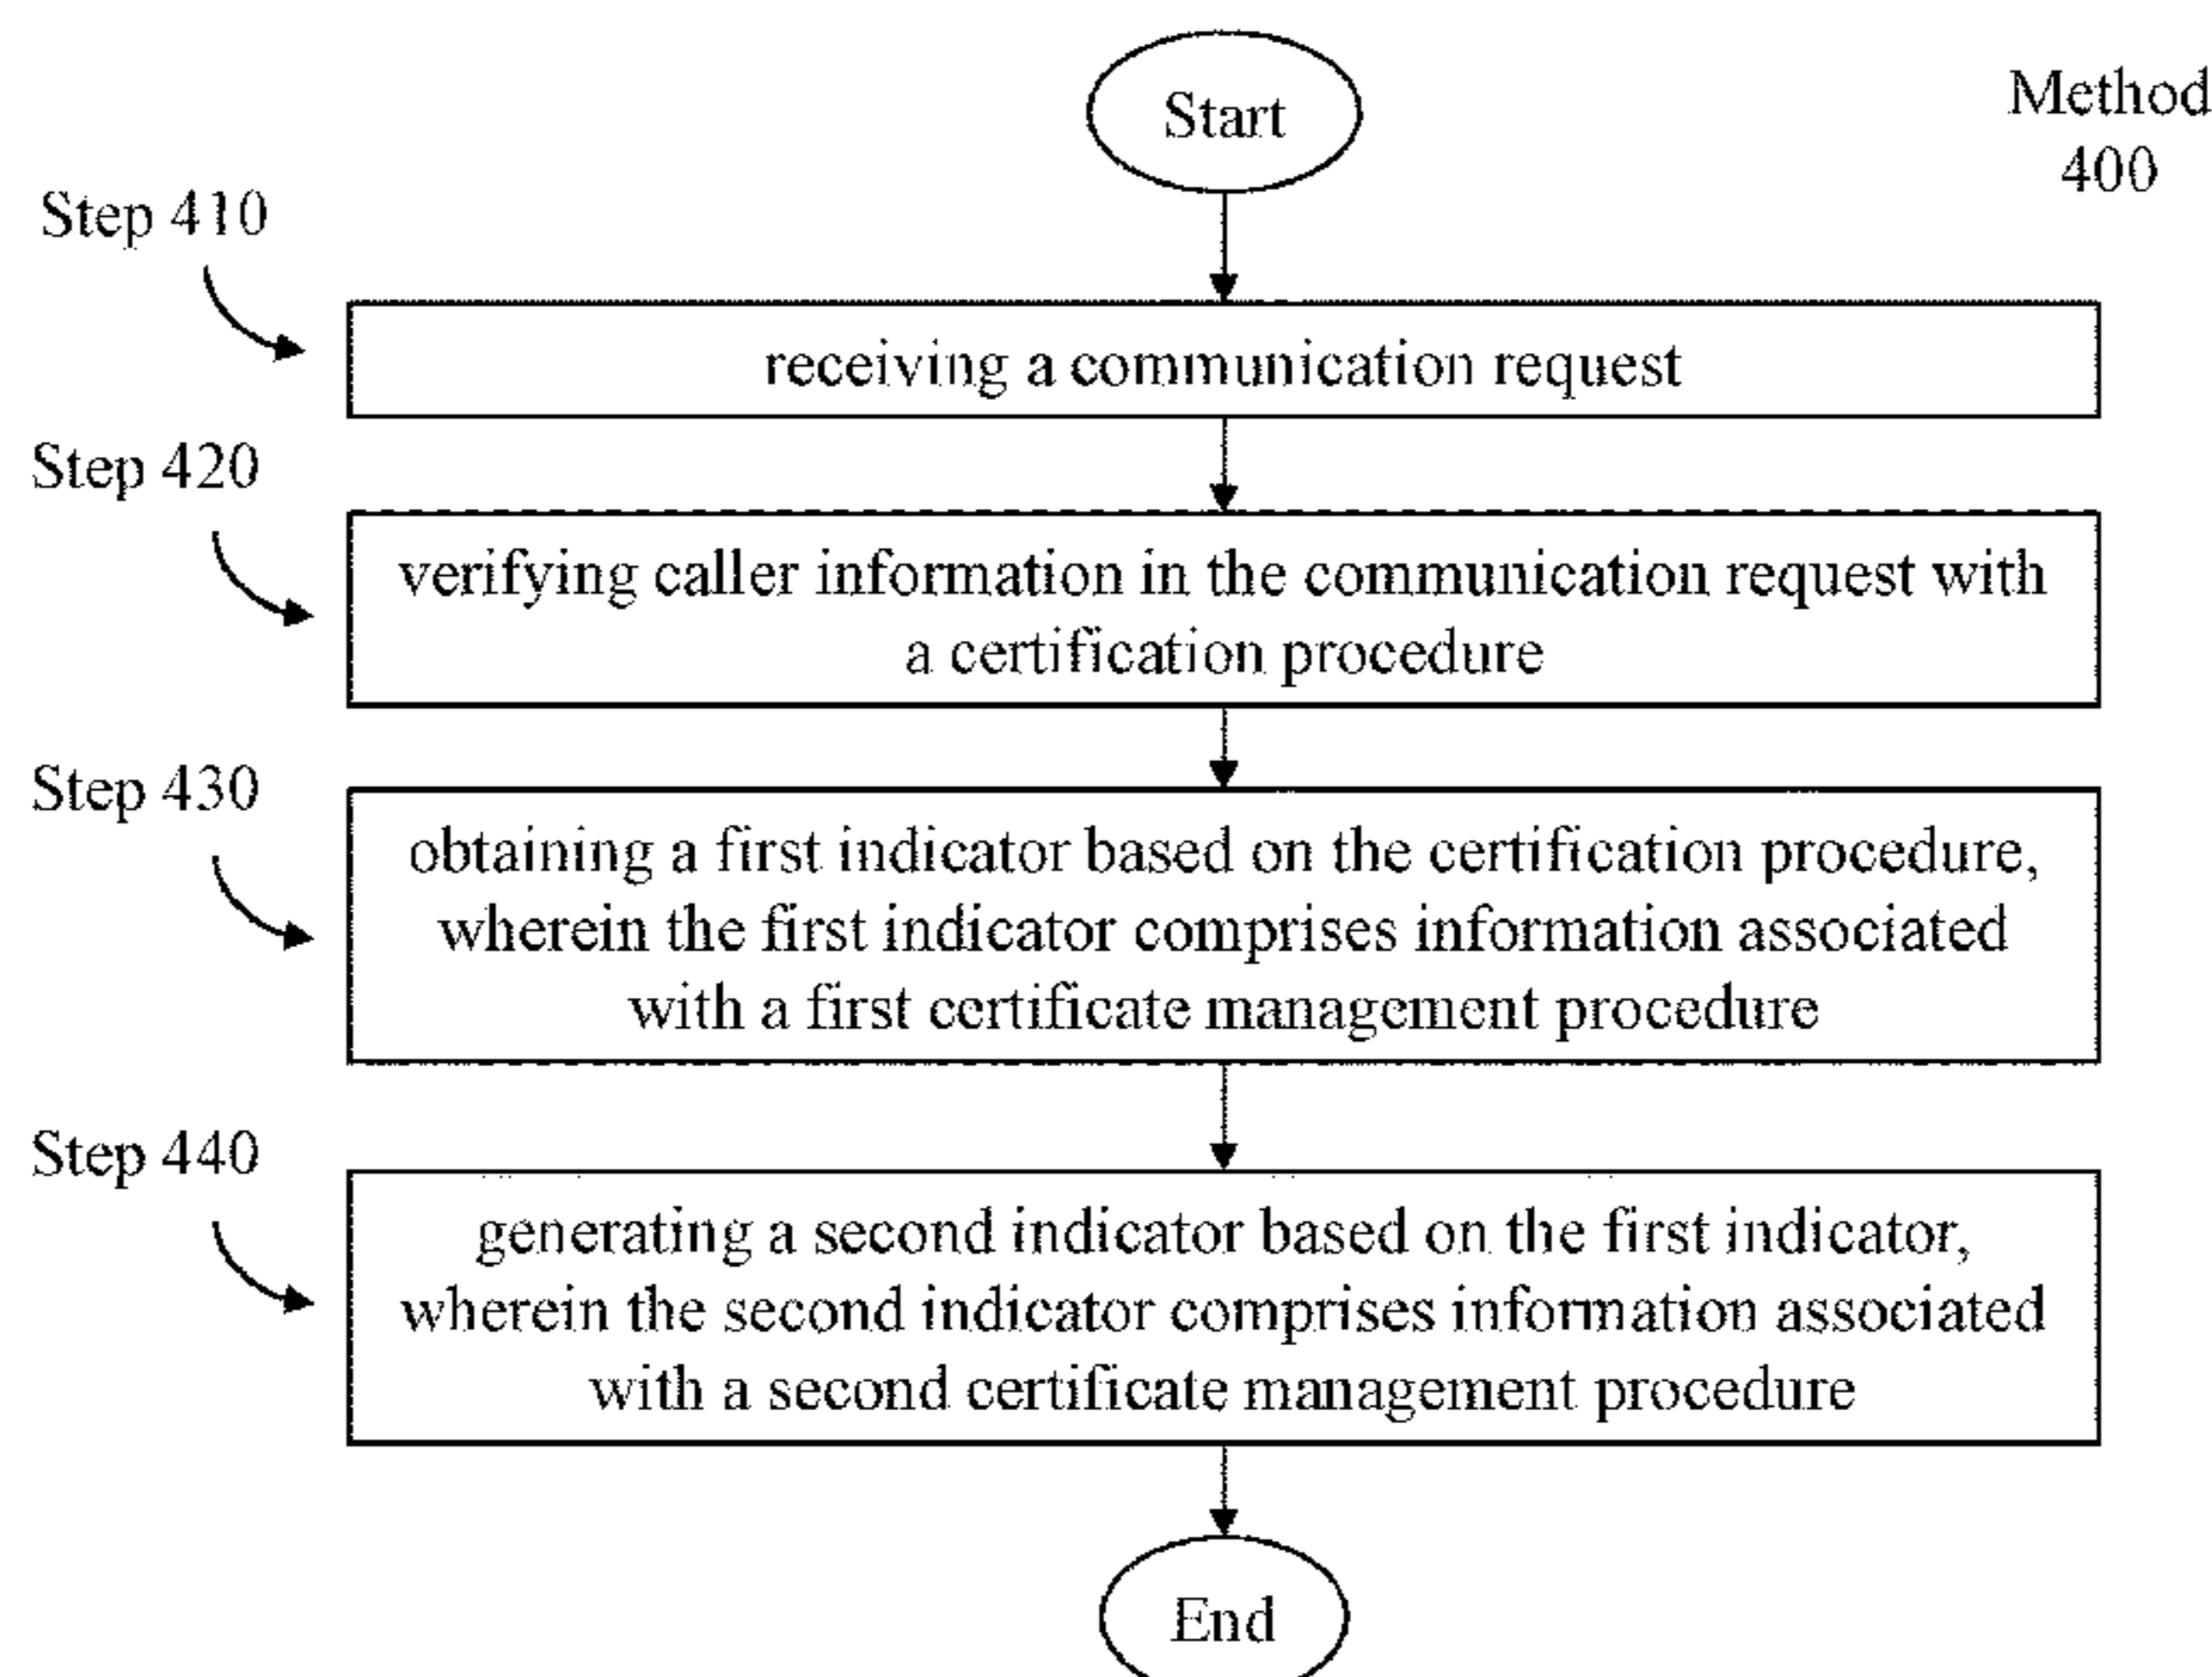 Start
Method
400
Step 410
receiving a communication request
Step 420
verifying caller information in the communication request with
a certification procedure
Step 430
obtaining a first indicator based on the certification procedure,
wherein the first indicator comprises information associated
with a first certificate management procedure
Step 440
generating a second indicator based on the first indicator,
wherein the second indicator comprises information associated
with a second certificate management procedure
End